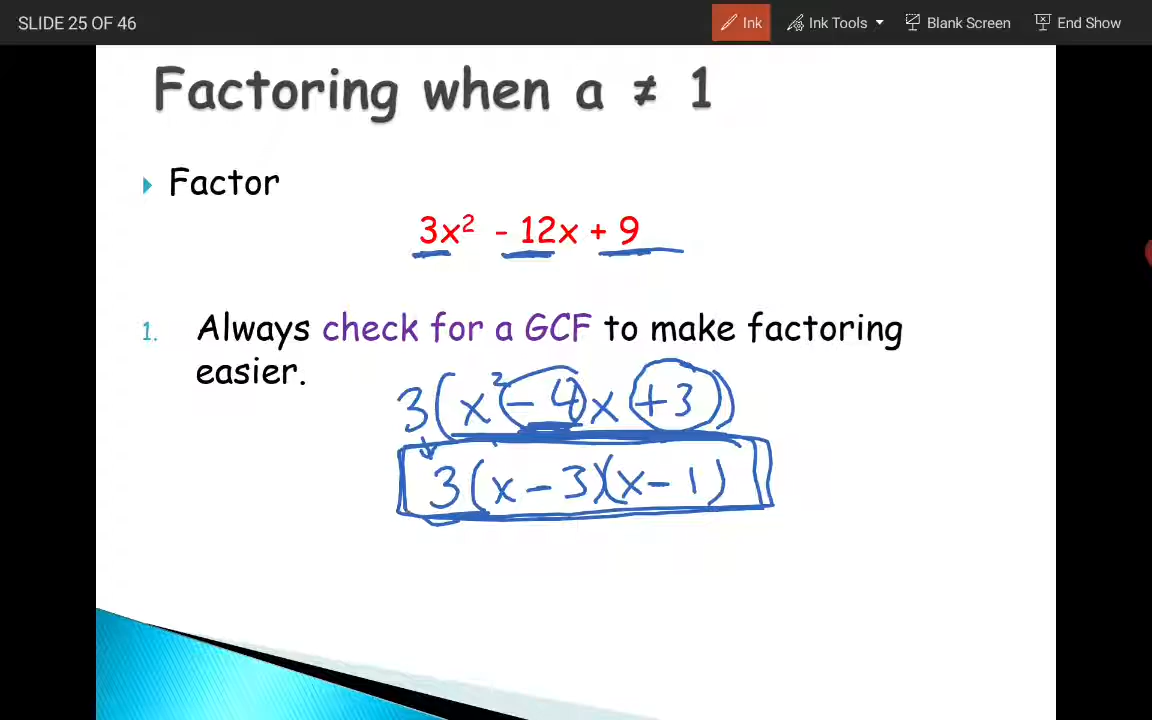 SLIDE 25 OF 46 Ink Ink Tools Blank Screen End Show
Factoring when a ≠ 1
Factor
3x² - 12x + 9
1. Always check for a GCF to make factoring
easier.
3(x² - 4x + 3)
3(x - 3)(x - 1)